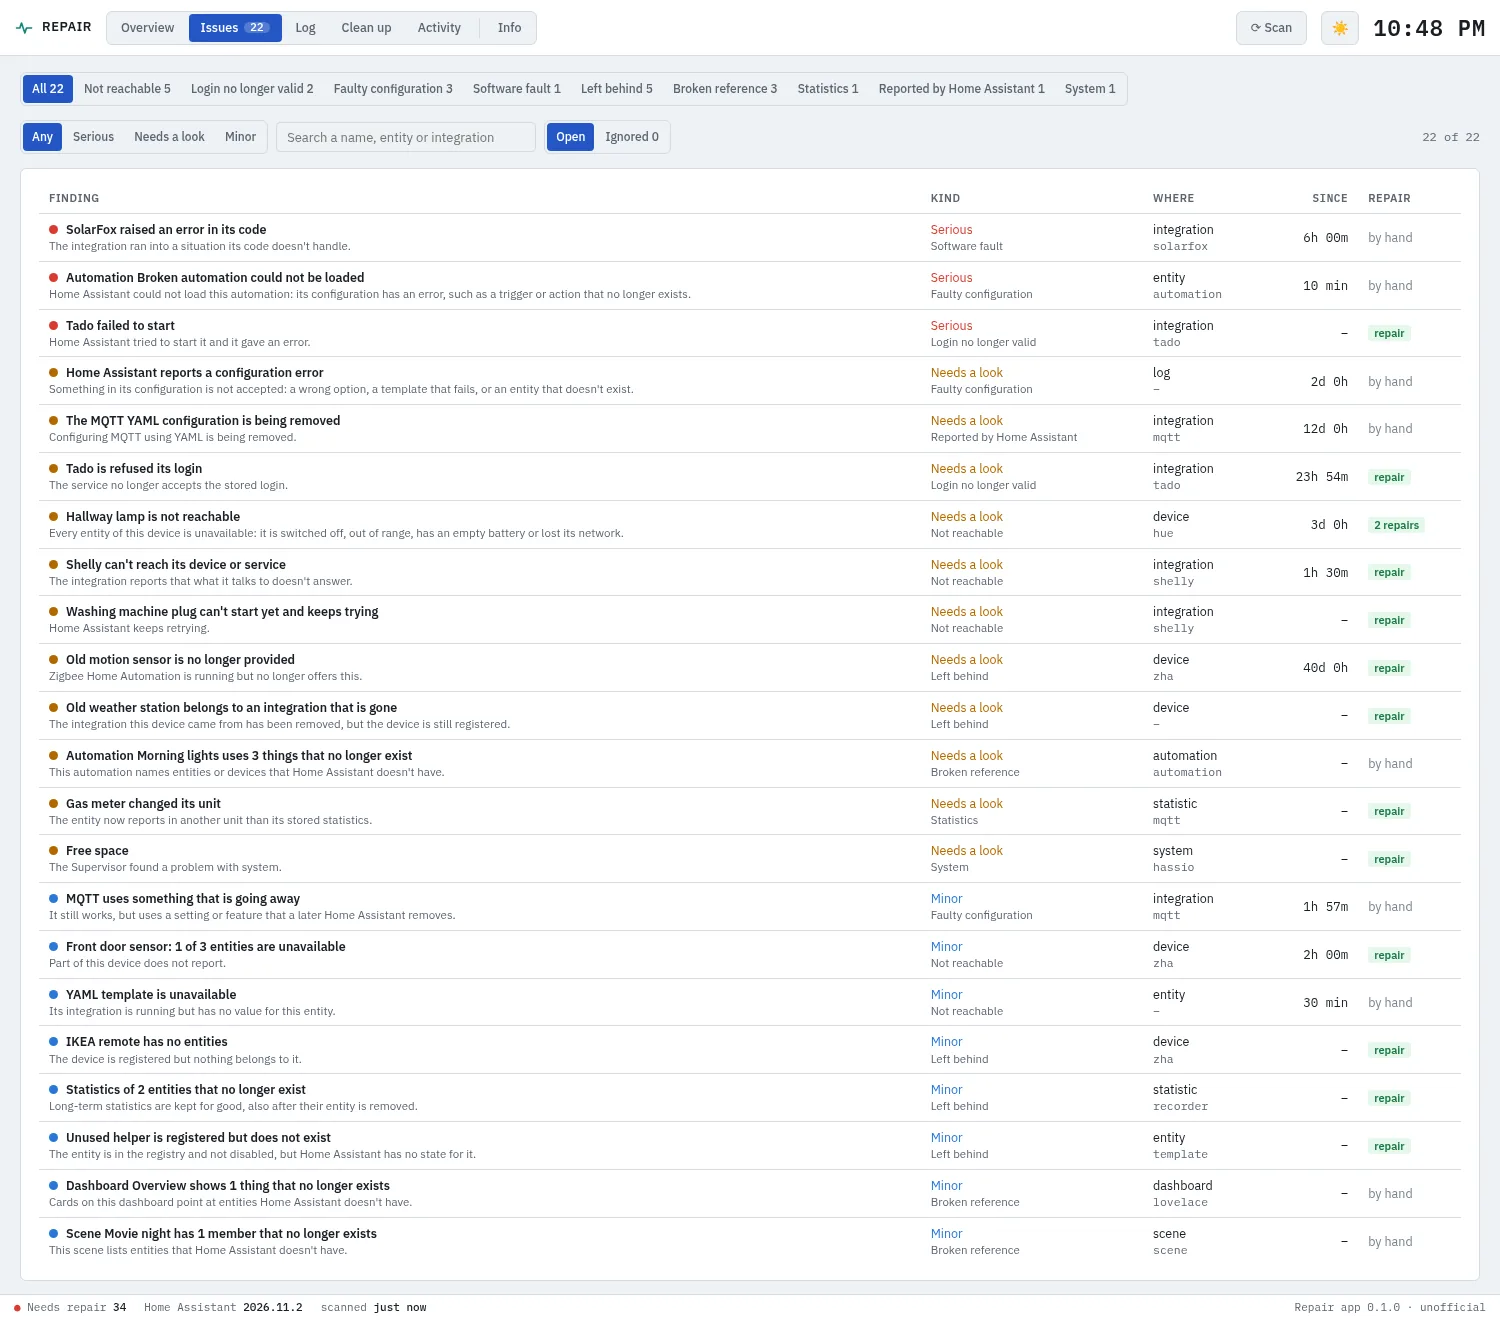 REPAIR Overview Issues 22 Log Clean up Activity Info ⟳ Scan ☀️ 10:48 PM
All 22 Not reachable 5 Login no longer valid 2 Faulty configuration 3 Software fault 1 Left behind 5 Broken reference 3 Statistics 1 Reported by Home Assistant 1 System 1
Any Serious Needs a look Minor Search a name, entity or integration Open Ignored 0 22 of 22
FINDING KIND WHERE SINCE REPAIR
SolarFox raised an error in its code Serious integration 6h 00m by hand
The integration ran into a situation its code doesn't handle. Software fault solarfox
Automation Broken automation could not be loaded Serious entity 10 min by hand
Home Assistant could not load this automation: its configuration has an error, such as a trigger or action that no longer exists. Faulty configuration automation
Tado failed to start Serious integration – repair
Home Assistant tried to start it and it gave an error. Login no longer valid tado
Home Assistant reports a configuration error Needs a look log 2d 0h by hand
Something in its configuration is not accepted: a wrong option, a template that fails, or an entity that doesn't exist. Faulty configuration –
The MQTT YAML configuration is being removed Needs a look integration 12d 0h by hand
Configuring MQTT using YAML is being removed. Reported by Home Assistant mqtt
Tado is refused its login Needs a look integration 23h 54m repair
The service no longer accepts the stored login. Login no longer valid tado
Hallway lamp is not reachable Needs a look device 3d 0h 2 repairs
Every entity of this device is unavailable: it is switched off, out of range, has an empty battery or lost its network. Not reachable hue
Shelly can't reach its device or service Needs a look integration 1h 30m repair
The integration reports that what it talks to doesn't answer. Not reachable shelly
Washing machine plug can't start yet and keeps trying Needs a look integration – repair
Home Assistant keeps retrying. Not reachable shelly
Old motion sensor is no longer provided Needs a look device 40d 0h repair
Zigbee Home Automation is running but no longer offers this. Left behind zha
Old weather station belongs to an integration that is gone Needs a look device – repair
The integration this device came from has been removed, but the device is still registered. Left behind –
Automation Morning lights uses 3 things that no longer exist Needs a look automation – by hand
This automation names entities or devices that Home Assistant doesn't have. Broken reference automation
Gas meter changed its unit Needs a look statistic – repair
The entity now reports in another unit than its stored statistics. Statistics mqtt
Free space Needs a look system – repair
The Supervisor found a problem with system. System hassio
MQTT uses something that is going away Minor integration 1h 57m by hand
It still works, but uses a setting or feature that a later Home Assistant removes. Faulty configuration mqtt
Front door sensor: 1 of 3 entities are unavailable Minor device 2h 00m repair
Part of this device does not report. Not reachable zha
YAML template is unavailable Minor entity 30 min by hand
Its integration is running but has no value for this entity. Not reachable –
IKEA remote has no entities Minor device – repair
The device is registered but nothing belongs to it. Left behind zha
Statistics of 2 entities that no longer exist Minor statistic – repair
Long-term statistics are kept for good, also after their entity is removed. Left behind recorder
Unused helper is registered but does not exist Minor entity – repair
The entity is in the registry and not disabled, but Home Assistant has no state for it. Left behind template
Dashboard Overview shows 1 thing that no longer exists Minor dashboard – by hand
Cards on this dashboard point at entities Home Assistant doesn't have. Broken reference lovelace
Scene Movie night has 1 member that no longer exists Minor scene – by hand
This scene lists entities that Home Assistant doesn't have. Broken reference scene
Needs repair 34 Home Assistant 2026.11.2 scanned just now Repair app 0.1.0 · unofficial